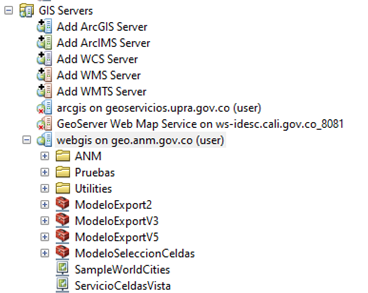 GIS Servers
Add ArcGIS Server
Add ArcIMS Server
Add WCS Server
Add WMS Server
Add WMTS Server
arcgis on geoservicios.upra.gov.co (user)
GeoServer Web Map Service on ws-idesc.cali.gov.co_8081
webgis on geo.anm.gov.co (user)
ANM
Pruebas
Utilities
ModeloExport2
ModeloExportV3
ModeloExportV5
ModeloSeleccionCeldas
SampleWorldCities
ServicioCeldasVista